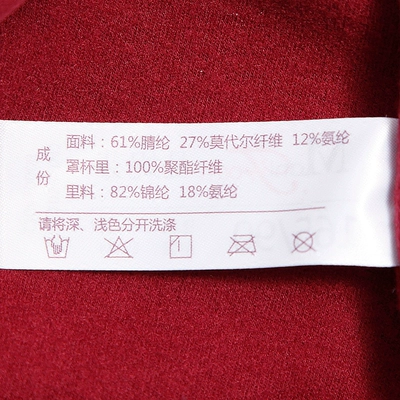 成份
面料：61%腈纶 27%莫代尔纤维 12%氨纶
罩杯里：100%聚酯纤维
里料：82%锦纶 18%氨纶
请将深、浅色分开洗涤